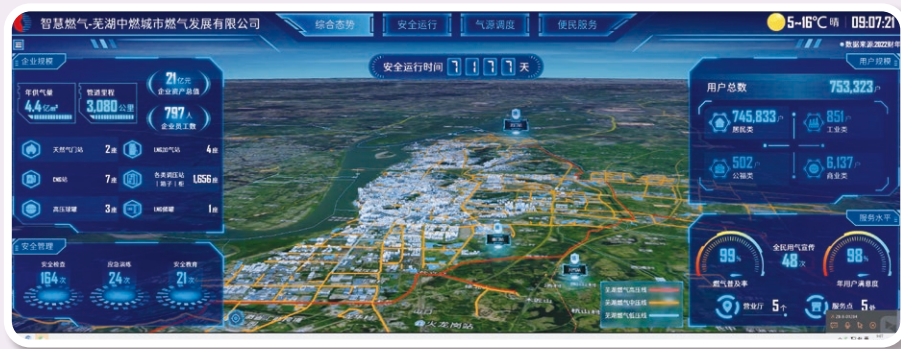 智慧燃气-芜湖中燃城市燃气发展有限公司
综合态势
安全运行
气源调度
便民服务
5~16℃ 晴
09:07:21
数据来源:2022财年
企业规模
年供气量
4.4亿m³
管道里程
3,080公里
21亿元
企业资产总值
797人
企业员工数
天然气门站
2座
LNG加气站
4座
CNG站
7座
各类调压站
(箱子)柜
1,656座
高压球罐
3座
LNG储罐
1座
安全管理
安全检查
164次
应急演练
24次
安全教育
21次
安全运行时间 7177 天
用户规模
用户总数
753,323户
745,833户
居民类
851户
工业类
502户
公福类
6,137户
商业类
服务水平
99%
燃气普及率
全民用气宣传
48次
98%
年用户满意度
营业厅 5个
服务点 5处
芜湖燃气高压线
芜湖燃气中压线
芜湖燃气低压线
火龙岗站